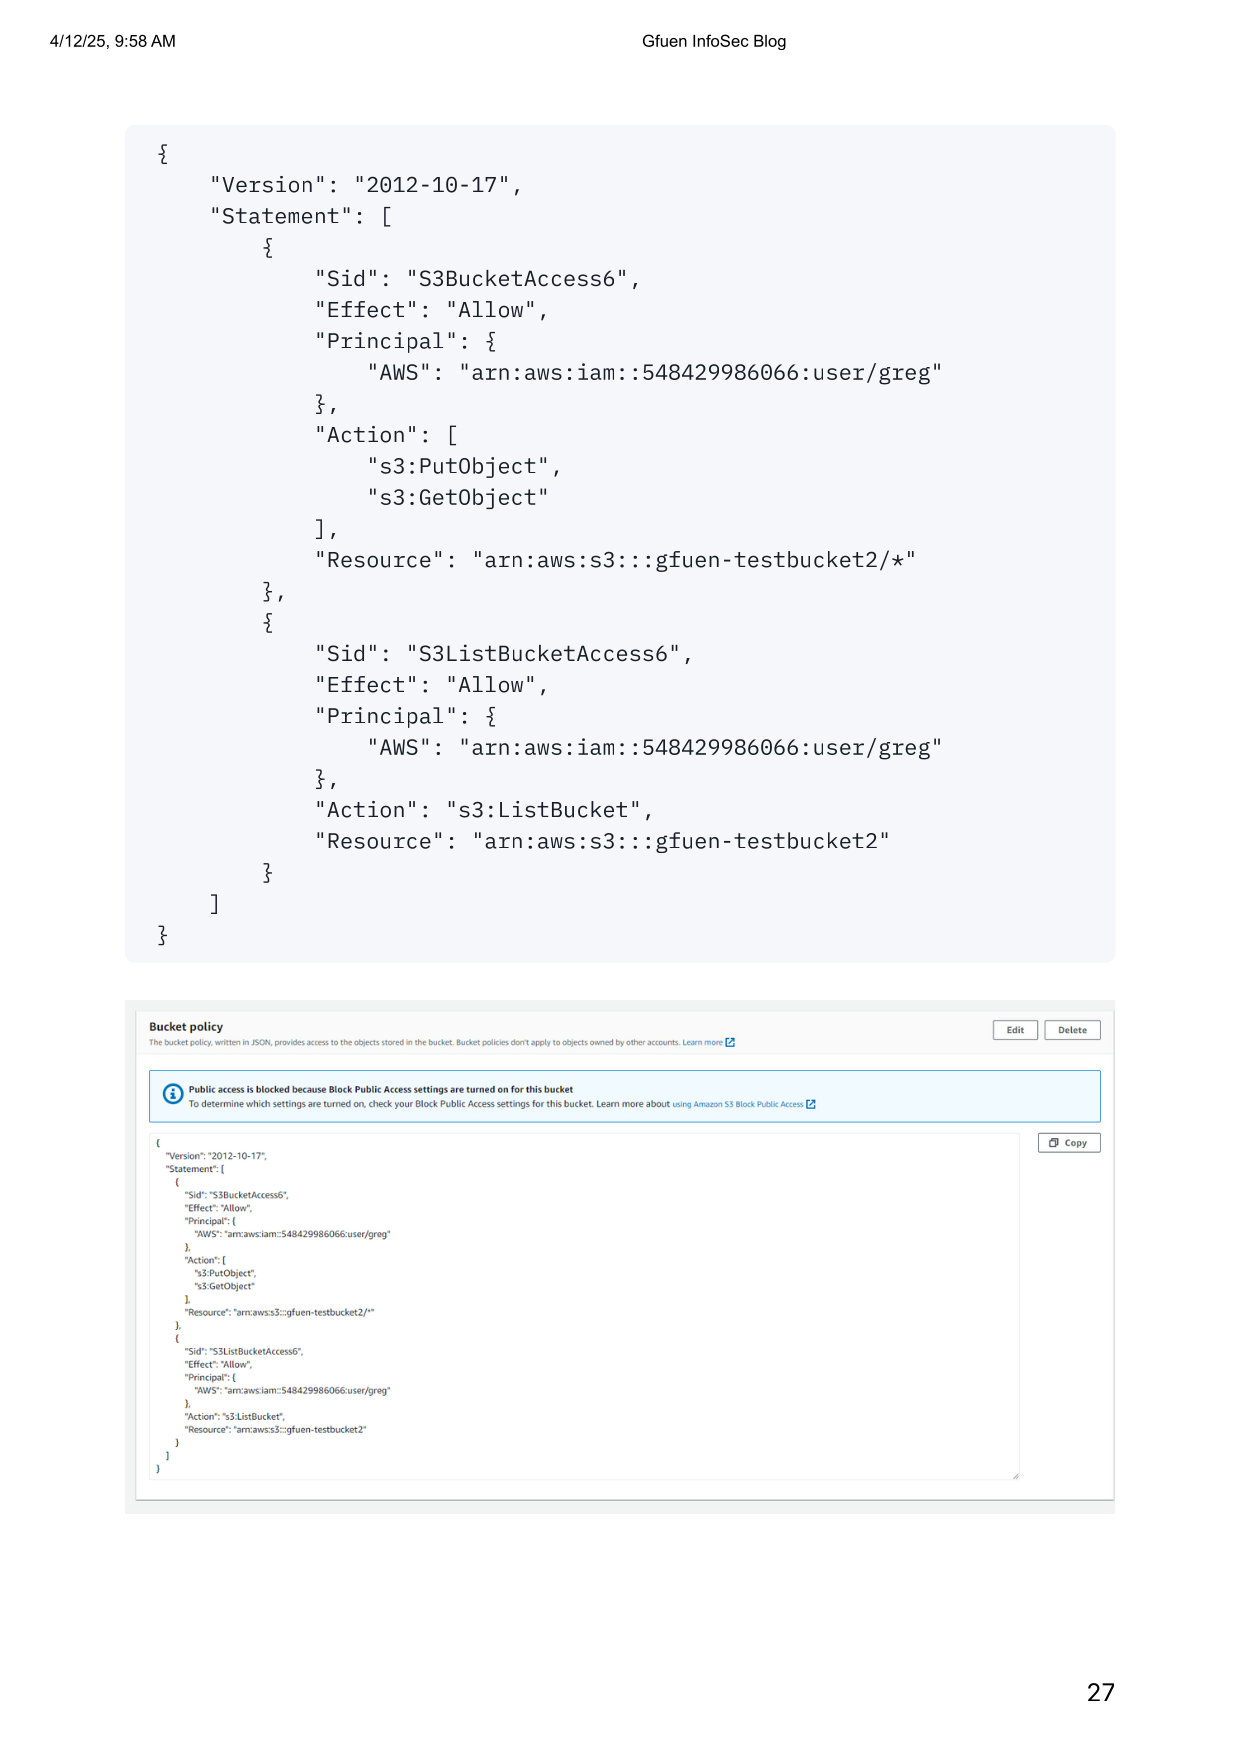 4/12/25, 9:58 AM
Gfuen InfoSec Blog
{
"Version": "2012-10-17",
"Statement": [
{
"Sid": "S3BucketAccess6",
"Effect": "Allow",
"Principal": {
"AWS": "arn:aws:iam::548429986066:user/greg"
},
"Action": [
"s3:PutObject",
"s3:GetObject"
],
"Resource": "arn:aws:s3:::gfuen-testbucket2/*"
},
{
"Sid": "S3ListBucketAccess6",
"Effect": "Allow",
"Principal": {
"AWS": "arn:aws:iam::548429986066:user/greg"
},
"Action": "s3:ListBucket",
"Resource": "arn:aws:s3:::gfuen-testbucket2"
}
]
}
Bucket policy
Edit
Delete
The bucket policy, written in JSON, provides access to the objects stored in the bucket. Bucket policies don't apply to objects owned by other accounts. Learn more
Public access is blocked because Block Public Access settings are turned on for this bucket
To determine which settings are turned on, check your Block Public Access settings for this bucket. Learn more about using Amazon S3 Block Public Access
Copy
{
"Version": "2012-10-17",
"Statement": [
{
"Sid": "S3BucketAccess6",
"Effect": "Allow",
"Principal": {
"AWS": "arn:aws:iam::548429986066:user/greg"
},
"Action": [
"s3:PutObject",
"s3:GetObject"
],
"Resource": "arn:aws:s3:::gfuen-testbucket2/*"
},
{
"Sid": "S3ListBucketAccess6",
"Effect": "Allow",
"Principal": {
"AWS": "arn:aws:iam::548429986066:user/greg"
},
"Action": "s3:ListBucket",
"Resource": "arn:aws:s3:::gfuen-testbucket2"
}
]
}
27